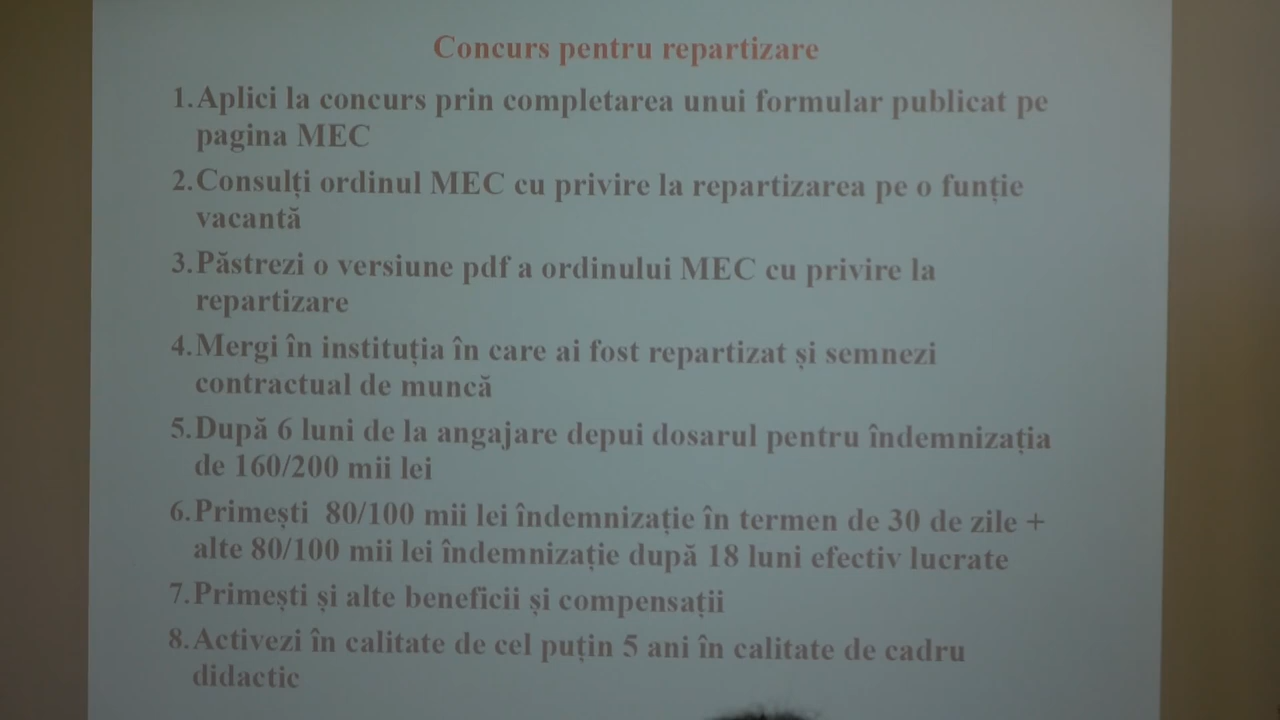 Concurs pentru repartizare
1.Aplici la concurs prin completarea unui formular publicat pe
pagina MEC
2.Consulți ordinul MEC cu privire la repartizarea pe o funție
vacantă
3.Păstrezi o versiune pdf a ordinului MEC cu privire la
repartizare
4.Mergi în instituția în care ai fost repartizat și semnezi
contractual de muncă
5.După 6 luni de la angajare depui dosarul pentru îndemnizația
de 160/200 mii lei
6.Primești 80/100 mii lei îndemnizație în termen de 30 de zile +
alte 80/100 mii lei îndemnizație după 18 luni efectiv lucrate
7.Primești și alte beneficii și compensații
8.Activezi în calitate de cel puțin 5 ani în calitate de cadru
didactic